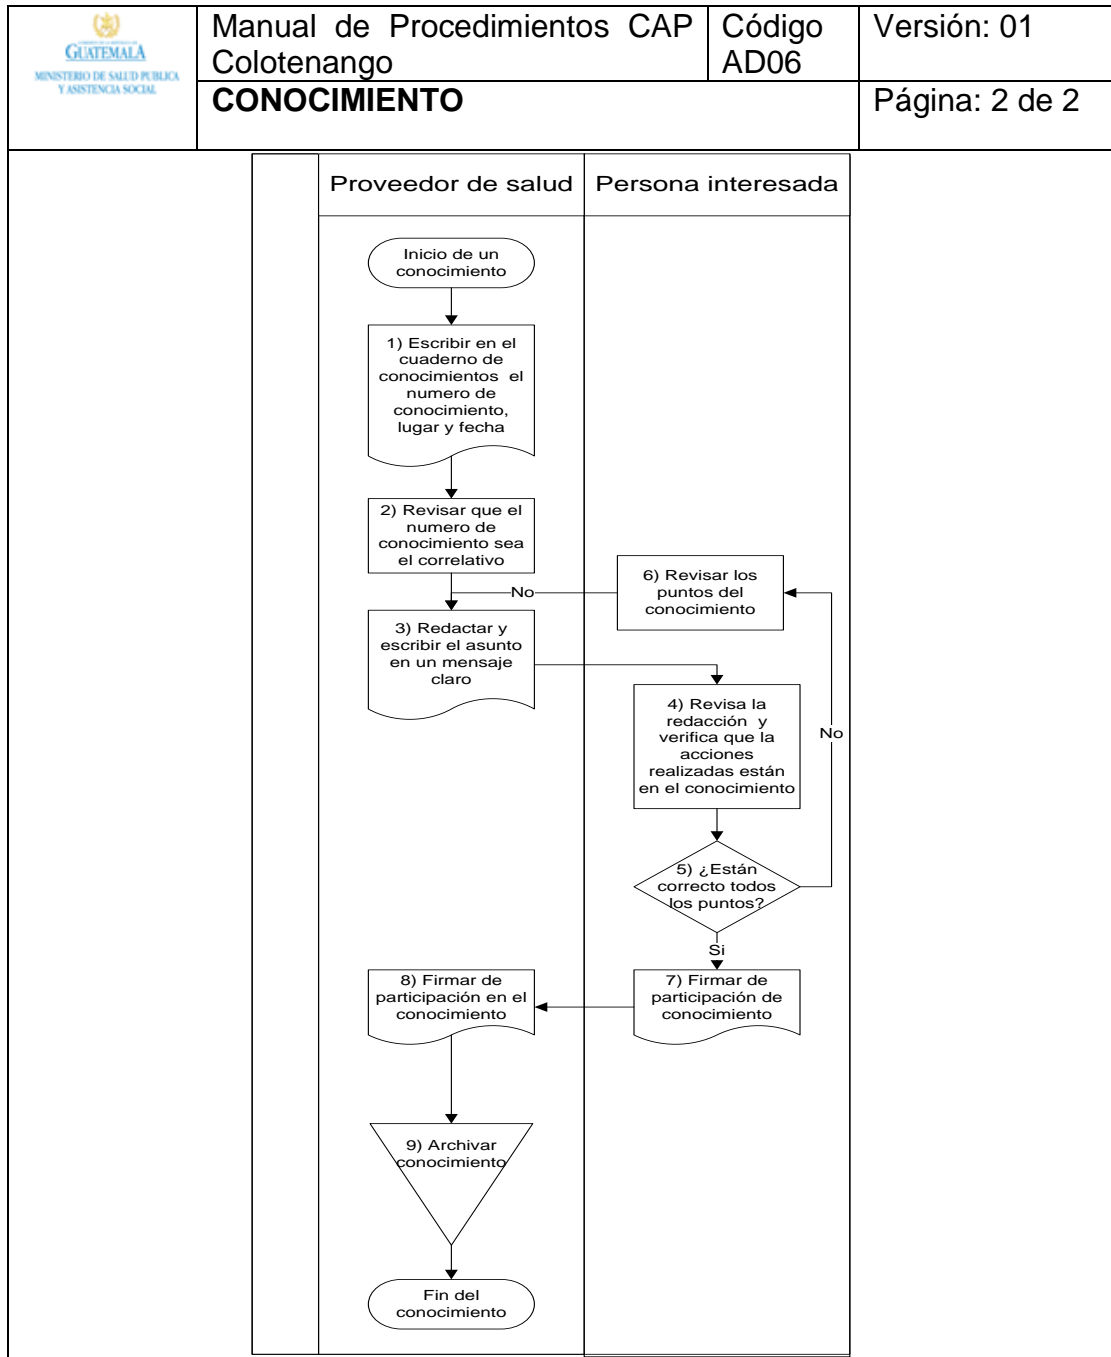 GOBIERNO DE LA REPÚBLICA DE
GUATEMALA
MINISTERIO DE SALUD PUBLICA
Y ASISTENCIA SOCIAL
Manual de Procedimientos CAP
Colotenango
Código
AD06
Versión: 01
CONOCIMIENTO
Página: 2 de 2
Proveedor de salud
Persona interesada
Inicio de un
conocimiento
1) Escribir en el
cuaderno de
conocimientos el
numero de
conocimiento,
lugar y fecha
2) Revisar que el
numero de
conocimiento sea
el correlativo
6) Revisar los
puntos del
conocimiento
No
3) Redactar y
escribir el asunto
en un mensaje
claro
4) Revisa la
redacción y
verifica que la
acciones
realizadas están
en el conocimiento
No
5) ¿Están
correcto todos
los puntos?
Si
8) Firmar de
participación en el
conocimiento
7) Firmar de
participación de
conocimiento
9) Archivar
conocimiento
Fin del
conocimiento